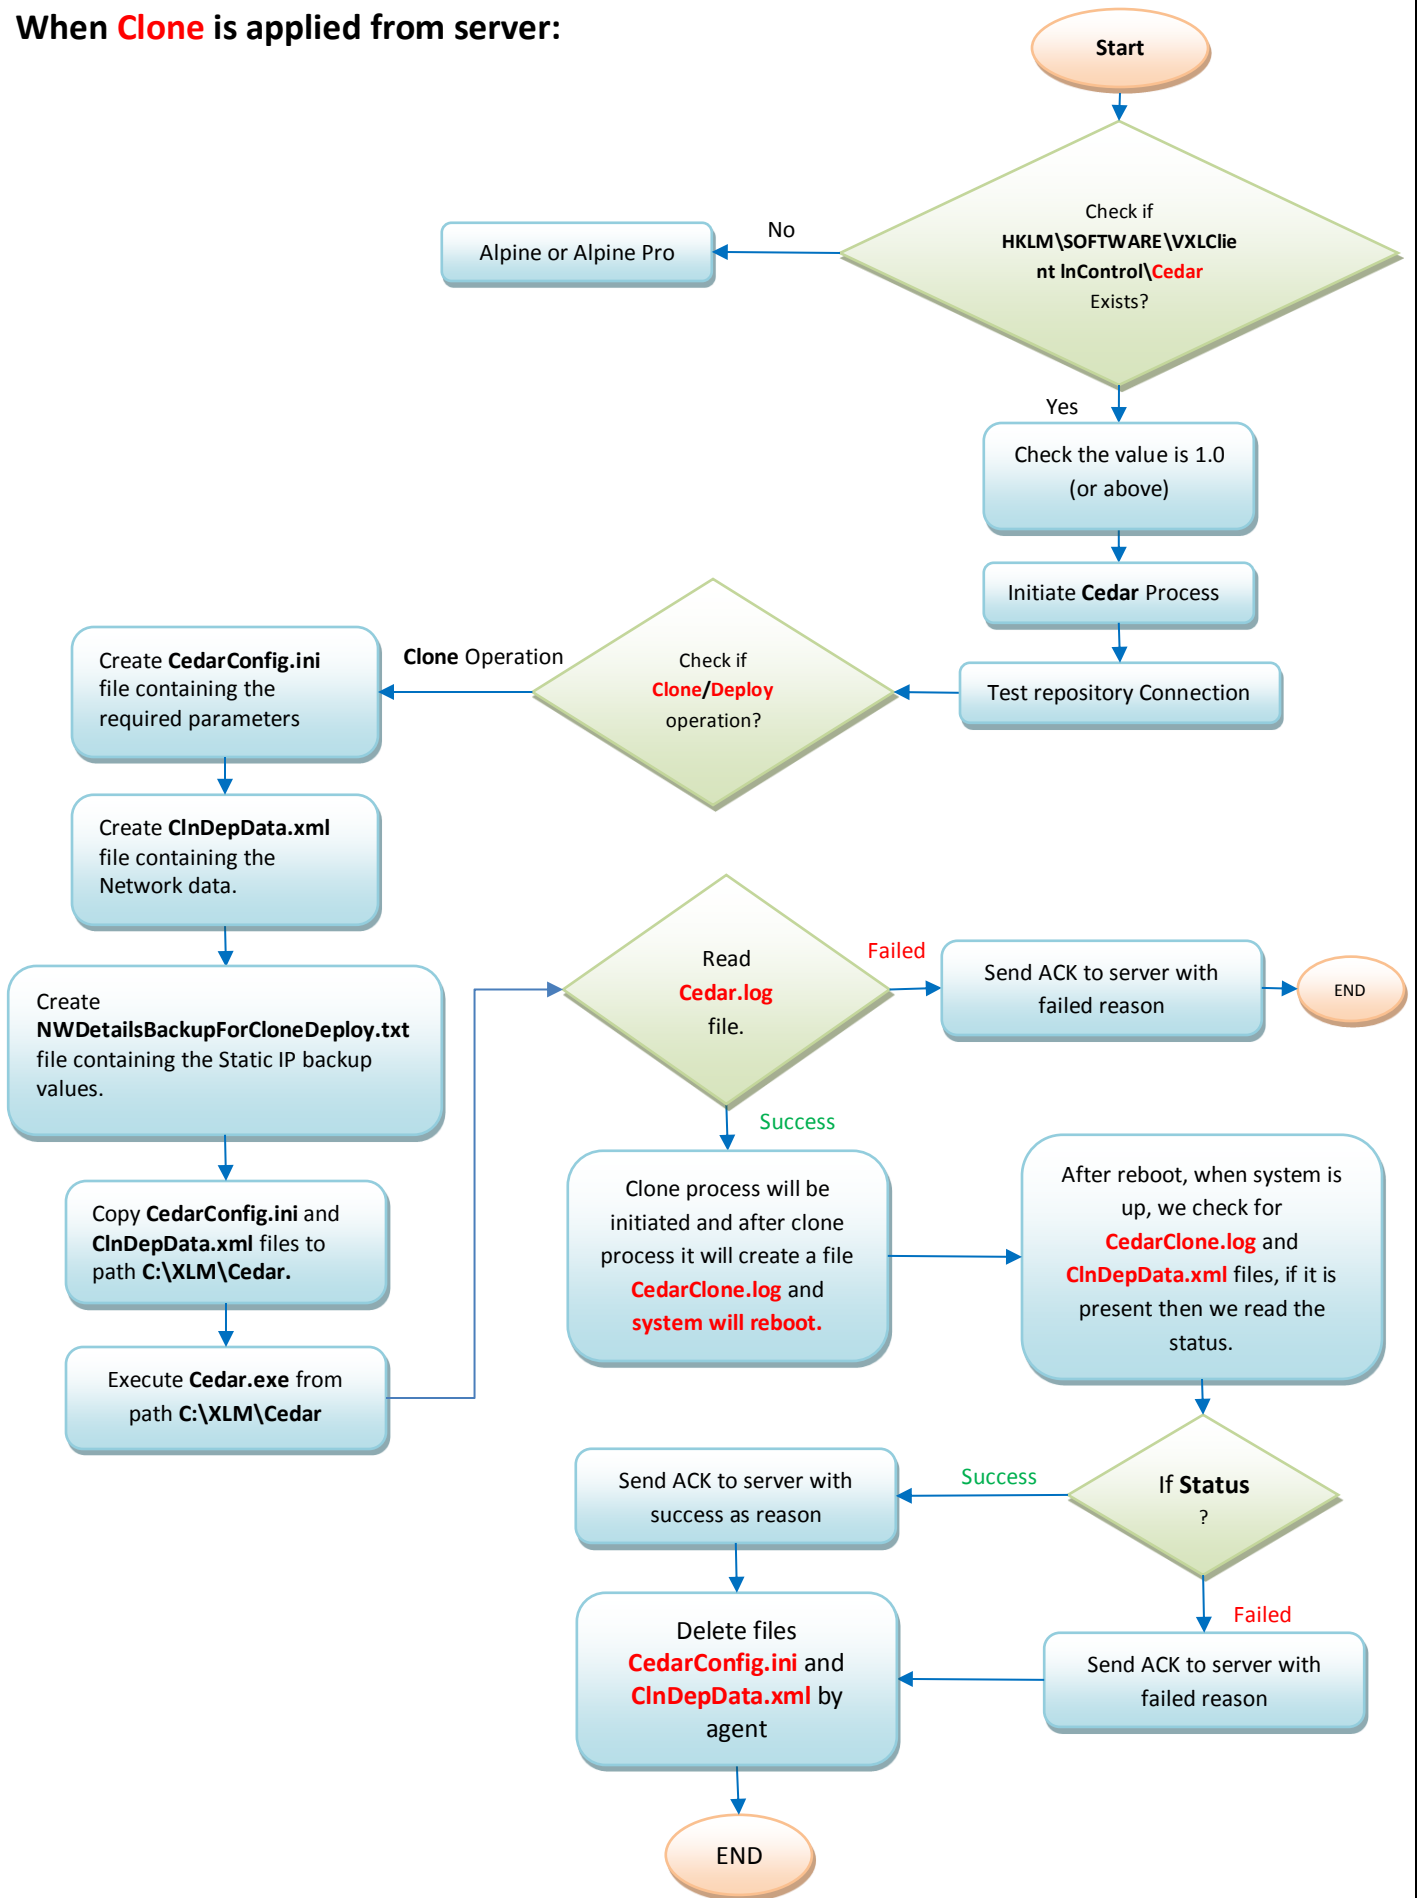 When Clone is applied from server:
Start
Check if
HKLM\SOFTWARE\VXLClie
nt InControl\Cedar
Exists?
No
Alpine or Alpine Pro
Yes
Check the value is 1.0
(or above)
Initiate Cedar Process
Test repository Connection
Check if
Clone/Deploy
operation?
Clone Operation
Create CedarConfig.ini
file containing the
required parameters
Create ClnDepData.xml
file containing the
Network data.
Create
NWDetailsBackupForCloneDeploy.txt
file containing the Static IP backup
values.
Copy CedarConfig.ini and
ClnDepData.xml files to
path C:\XLM\Cedar.
Execute Cedar.exe from
path C:\XLM\Cedar
Read
Cedar.log
file.
Failed
Send ACK to server with
failed reason
END
Success
Clone process will be
initiated and after clone
process it will create a file
CedarClone.log and
system will reboot.
After reboot, when system is
up, we check for
CedarClone.log and
ClnDepData.xml files, if it is
present then we read the
status.
If Status
?
Success
Send ACK to server with
success as reason
Failed
Send ACK to server with
failed reason
Delete files
CedarConfig.ini and
ClnDepData.xml by
agent
END